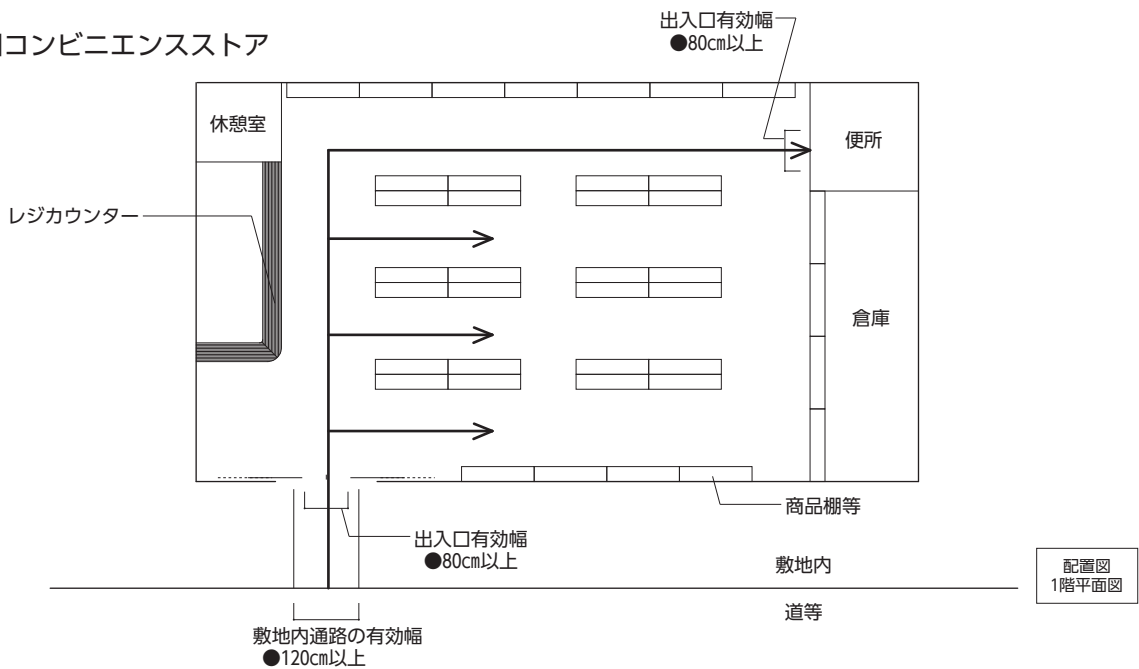 コンビニエンスストア
出入口有効幅
●80cm以上
休憩室
便所
レジカウンター
倉庫
商品棚等
出入口有効幅
●80cm以上
敷地内
配置図
1階平面図
道等
敷地内通路の有効幅
●120cm以上